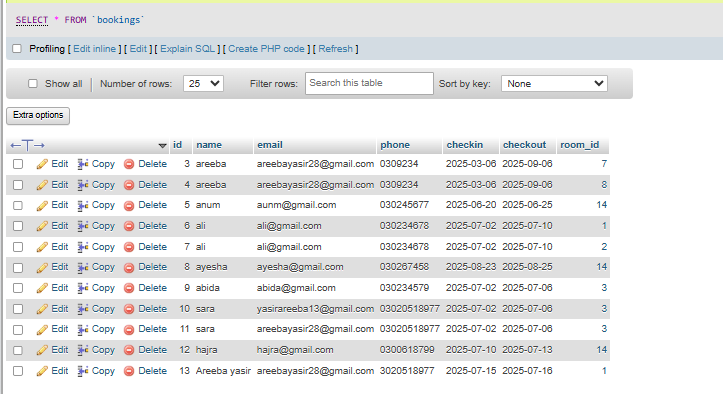 SELECT * FROM `bookings`
Profiling [ Edit inline ] [ Edit ] [ Explain SQL ] [ Create PHP code ] [ Refresh ]
Show all Number of rows: 25 Filter rows: Search this table Sort by key: None
Extra options
←T→ id name email phone checkin checkout room_id
Edit Copy Delete 3 areeba areebayasir28@gmail.com 0309234 2025-03-06 2025-09-06 7
Edit Copy Delete 4 areeba areebayasir28@gmail.com 0309234 2025-03-06 2025-09-06 8
Edit Copy Delete 5 anum aunm@gmail.com 030245677 2025-06-20 2025-06-25 14
Edit Copy Delete 6 ali ali@gmail.com 030234678 2025-07-02 2025-07-10 1
Edit Copy Delete 7 ali ali@gmail.com 030234678 2025-07-02 2025-07-10 2
Edit Copy Delete 8 ayesha ayesha@gmail.com 030267458 2025-08-23 2025-08-25 14
Edit Copy Delete 9 abida abida@gmail.com 030234579 2025-07-02 2025-07-06 3
Edit Copy Delete 10 sara yasirareeba13@gmail.com 03020518977 2025-07-02 2025-07-06 3
Edit Copy Delete 11 sara areebayasir28@gmail.com 03020518977 2025-07-02 2025-07-06 3
Edit Copy Delete 12 hajra hajra@gmail.com 0300618799 2025-07-10 2025-07-13 14
Edit Copy Delete 13 Areeba yasir areebayasir28@gmail.com 3020518977 2025-07-15 2025-07-16 1